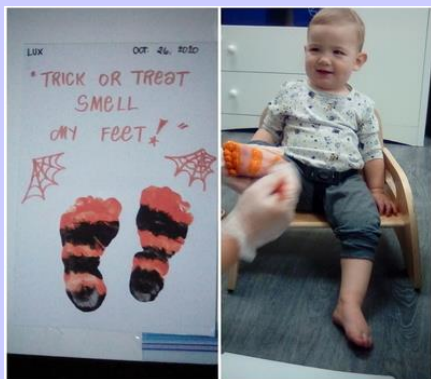 LUX
OCT. 26. 2020
"TRICK OR TREAT
SMELL
MY FEET!"